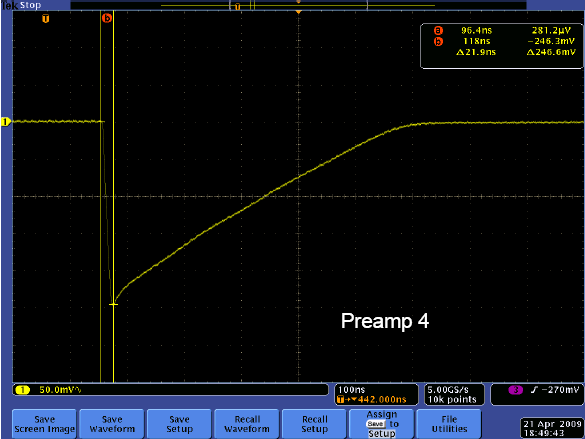 Tek Stop
T
b
T
a 96.4ns 281.2µV
b 118ns −246.3mV
Δ21.9ns Δ246.6mV
1
Preamp 4
1 50.0mV
100ns
T→▼442.000ns
5.00GS/s
10k points
3 −270mV
Save Screen Image
Save Waveform
Save Setup
Recall Waveform
Recall Setup
Assign Save to Setup
File Utilities
21 Apr 2009
18:49:43